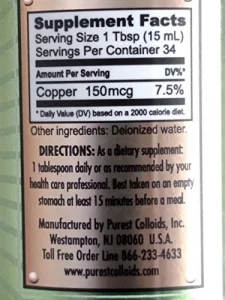 Supplement Facts
Serving Size 1 Tbsp (15 mL)
Servings Per Container 34
Amount Per Serving DV%*
Copper 150mcg 7.5%
* Daily Value (DV) based on a 2000 calorie diet.
Other ingredients: Deionized water.
DIRECTIONS: As a dietary supplement:
1 tablespoon daily or as recommended by your
health care professional. Best taken on an empty
stomach at least 15 minutes before a meal.
Manufactured by Purest Colloids, Inc.
Westampton, NJ 08060 U.S.A.
Toll Free Order Line 866-233-4633
www.purestcolloids.com